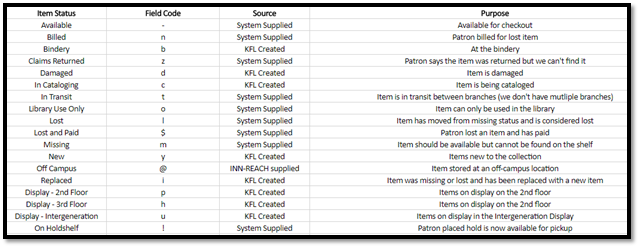 Item Status Field Code Source Purpose
Available - System Supplied Available for checkout
Billed n System Supplied Patron billed for lost item
Bindery b KFL Created At the bindery
Claims Returned z System Supplied Patron says the item was returned but we can't find it
Damaged d KFL Created Item is damaged
In Cataloging c KFL Created Item is being cataloged
In Transit t System Supplied Item is in transit between branches (we don't have mutliple branches)
Library Use Only o System Supplied Item can only be used in the library
Lost l System Supplied Item has moved from missing status and is considered lost
Lost and Paid $ System Supplied Patron lost an item and has paid
Missing m System Supplied Item should be available but cannot be found on the shelf
New y KFL Created Items new to the collection
Off Campus @ INN-REACH supplied Item stored at an off-campus location
Replaced i KFL Created Item was missing or lost and has been replaced with a new item
Display - 2nd Floor p KFL Created Items on display on the 2nd floor
Display - 3rd Floor h KFL Created Items on display on the 3rd floor
Display - Intergeneration u KFL Created Items on display in the Intergeneration Display
On Holdshelf ! System Supplied Patron placed hold is now available for pickup